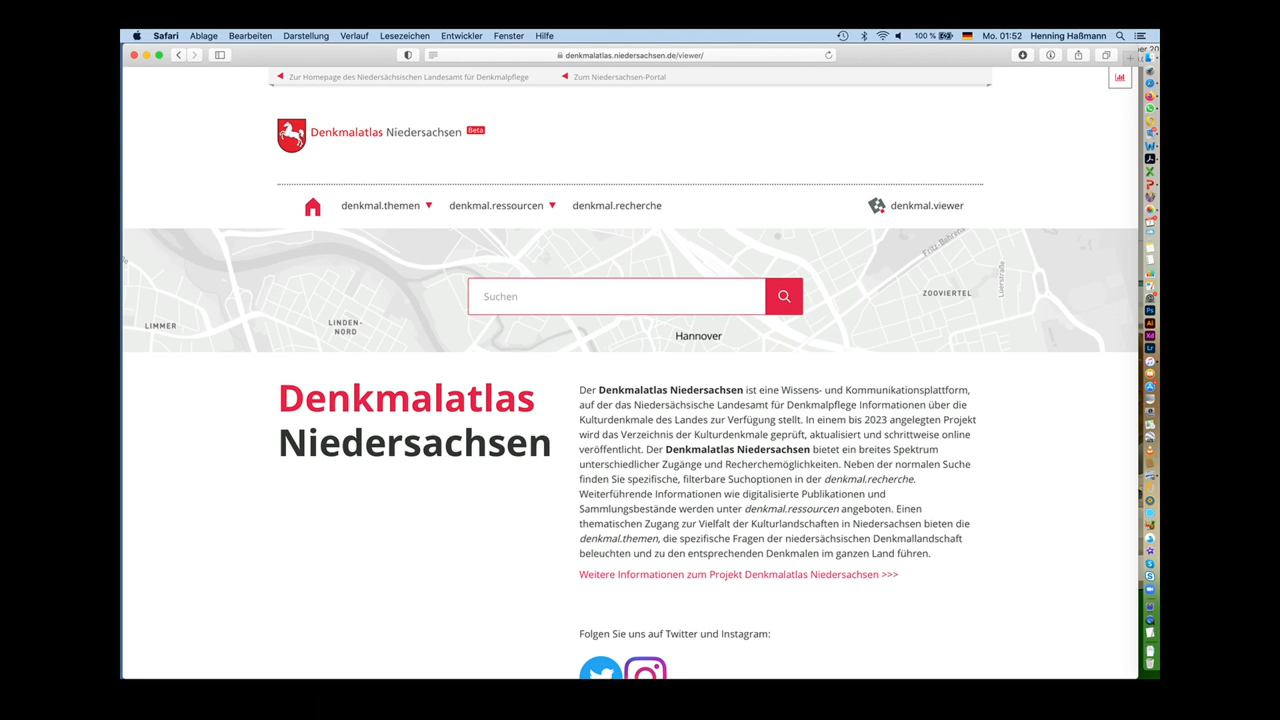 Safari Ablage Bearbeiten Darstellung Verlauf Lesezeichen Entwickler Fenster Hilfe 100 % Mo. 01:52 Henning Haßmann
denkmalatlas.niedersachsen.de/viewer/
Zur Homepage des Niedersächsischen Landesamt für Denkmalpflege Zum Niedersachsen-Portal
Denkmalatlas Niedersachsen Beta
denkmal.themen denkmal.ressourcen denkmal.recherche denkmal.viewer
Suchen
ZOOVIERTEL
LIMMER
LINDEN-
NORD
Hannover
Denkmalatlas
Niedersachsen
Der Denkmalatlas Niedersachsen ist eine Wissens- und Kommunikationsplattform,
auf der das Niedersächsische Landesamt für Denkmalpflege Informationen über die
Kulturdenkmale des Landes zur Verfügung stellt. In einem bis 2023 angelegten Projekt
wird das Verzeichnis der Kulturdenkmale geprüft, aktualisiert und schrittweise online
veröffentlicht. Der Denkmalatlas Niedersachsen bietet ein breites Spektrum
unterschiedlicher Zugänge und Recherchemöglichkeiten. Neben der normalen Suche
finden Sie spezifische, filterbare Suchoptionen in der denkmal.recherche.
Weiterführende Informationen wie digitalisierte Publikationen und
Sammlungsbestände werden unter denkmal.ressourcen angeboten. Einen
thematischen Zugang zur Vielfalt der Kulturlandschaften in Niedersachsen bieten die
denkmal.themen, die spezifische Fragen der niedersächsischen Denkmallandschaft
beleuchten und zu den entsprechenden Denkmalen im ganzen Land führen.
Weitere Informationen zum Projekt Denkmalatlas Niedersachsen >>>
Folgen Sie uns auf Twitter und Instagram: